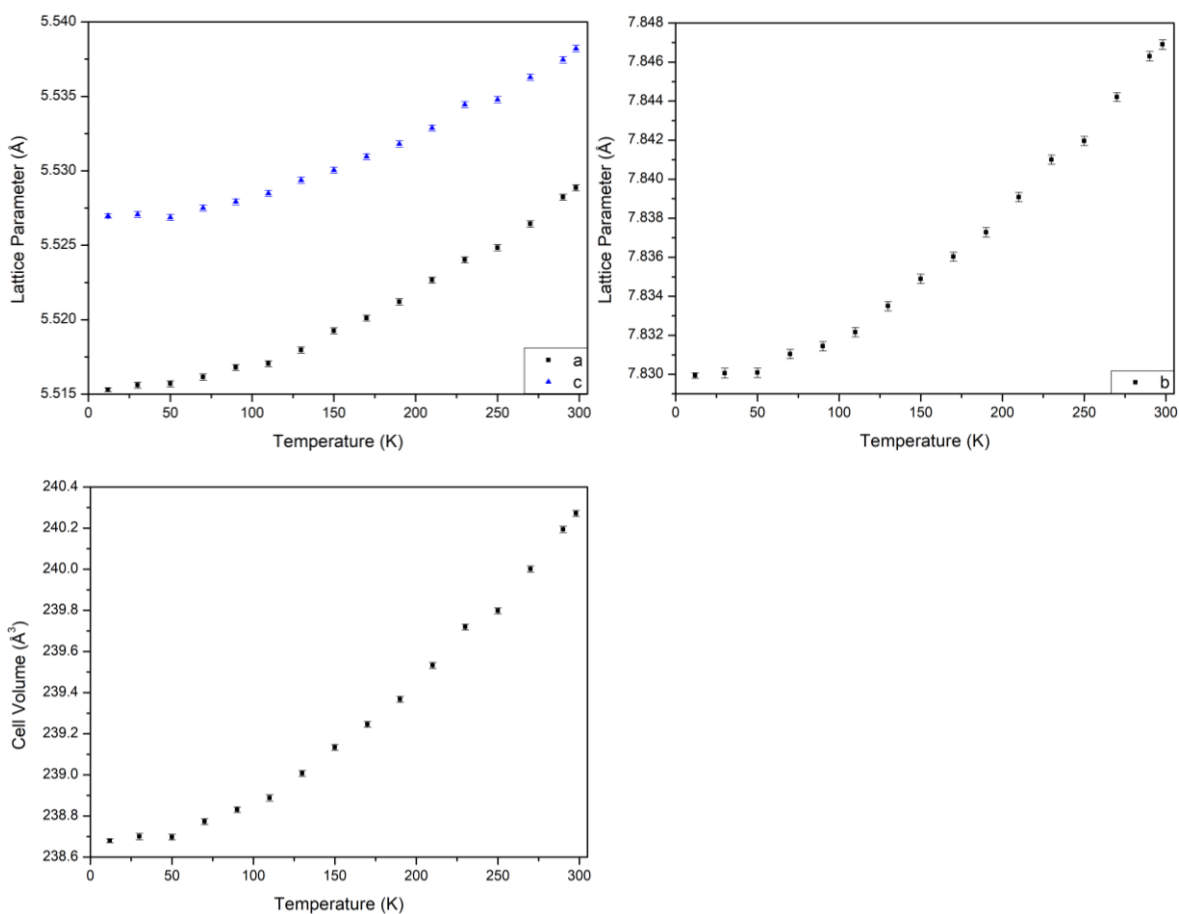 5.540
5.535
5.530
5.525
5.520
5.515
Lattice Parameter (Å)
0 50 100 150 200 250 300
Temperature (K)
a
c
7.848
7.846
7.844
7.842
7.840
7.838
7.836
7.834
7.832
7.830
Lattice Parameter (Å)
0 50 100 150 200 250 300
Temperature (K)
b
240.4
240.2
240.0
239.8
239.6
239.4
239.2
239.0
238.8
238.6
Cell Volume (Å³)
0 50 100 150 200 250 300
Temperature (K)